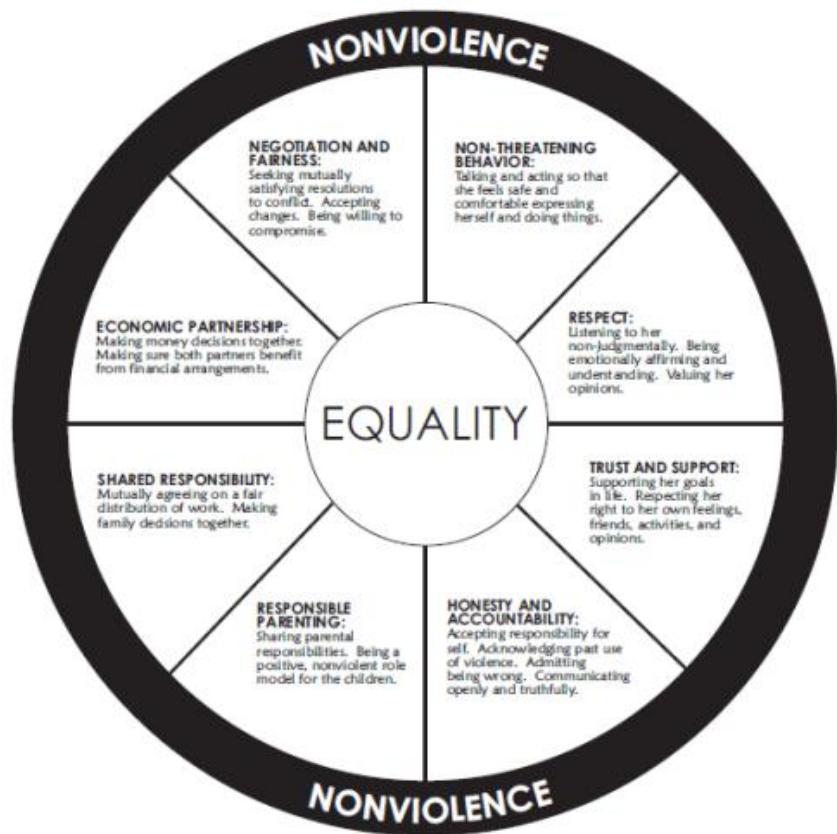 NONVIOLENCE
NEGOTIATION AND
FAIRNESS:
Seeking mutually
satisfying resolutions
to conflict. Accepting
changes. Being willing to
compromise.
NON-THREATENING
BEHAVIOR:
Talking and acting so that
she feels safe and
comfortable expressing
herself and doing things.
ECONOMIC PARTNERSHIP:
Making money decisions together.
Making sure both partners benefit
from financial arrangements.
RESPECT:
Listening to her
non-judgmentally. Being
emotionally affirming and
understanding. Valuing her
opinions.
EQUALITY
SHARED RESPONSIBILITY:
Mutually agreeing on a fair
distribution of work. Making
family decisions together.
TRUST AND SUPPORT:
Supporting her goals
in life. Respecting her
right to her own feelings,
friends, activities, and
opinions.
RESPONSIBLE
PARENTING:
Sharing parental
responsibilities. Being a
positive, nonviolent role
model for the children.
HONESTY AND
ACCOUNTABILITY:
Accepting responsibility for
self. Acknowledging past use
of violence. Admitting
being wrong. Communicating
openly and truthfully.
NONVIOLENCE